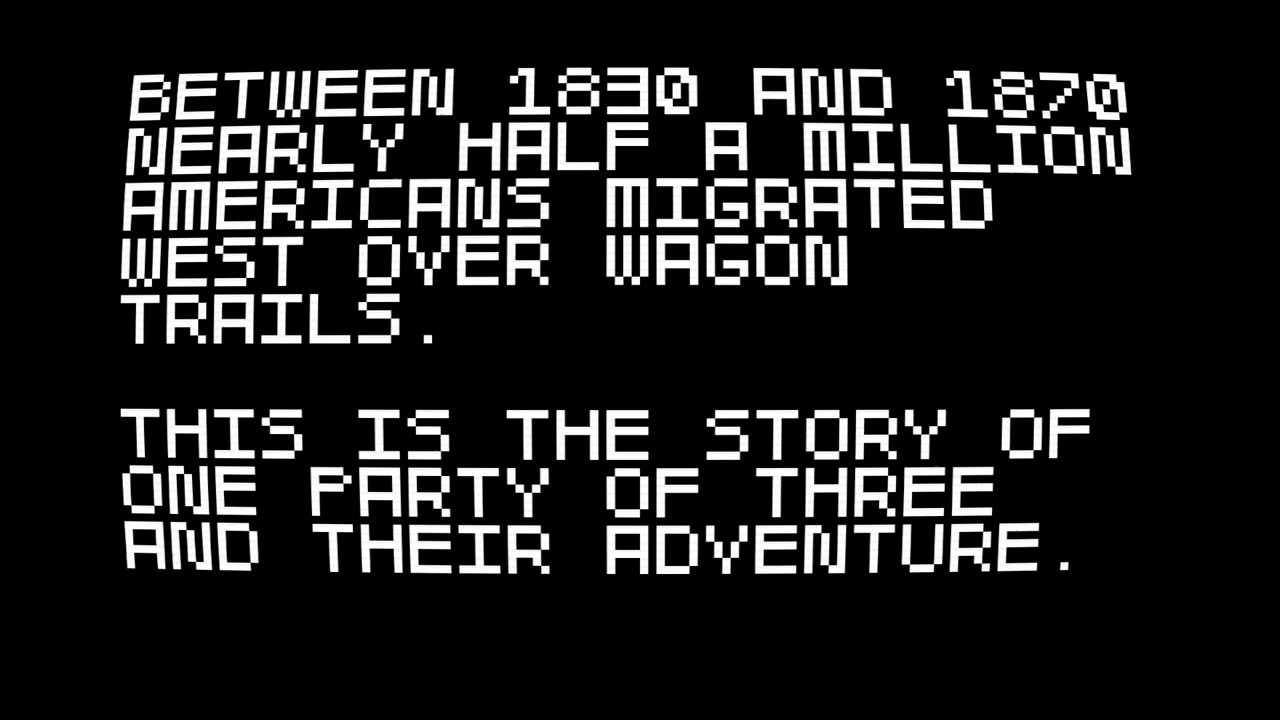 BETWEEN 1830 AND 1870
NEARLY HALF A MILLION
AMERICANS MIGRATED
WEST OVER WAGON
TRAILS.
THIS IS THE STORY OF
ONE PARTY OF THREE
AND THEIR ADVENTURE.